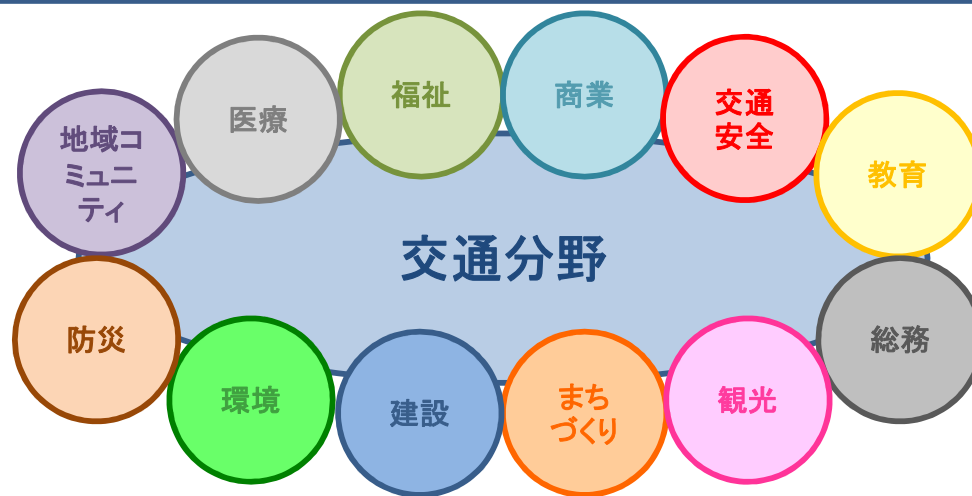 福祉
商業
医療
交通
安全
地域コ
ミュニ
ティ
教育
交通分野
防災
総務
環境
建設
まち
づくり
観光